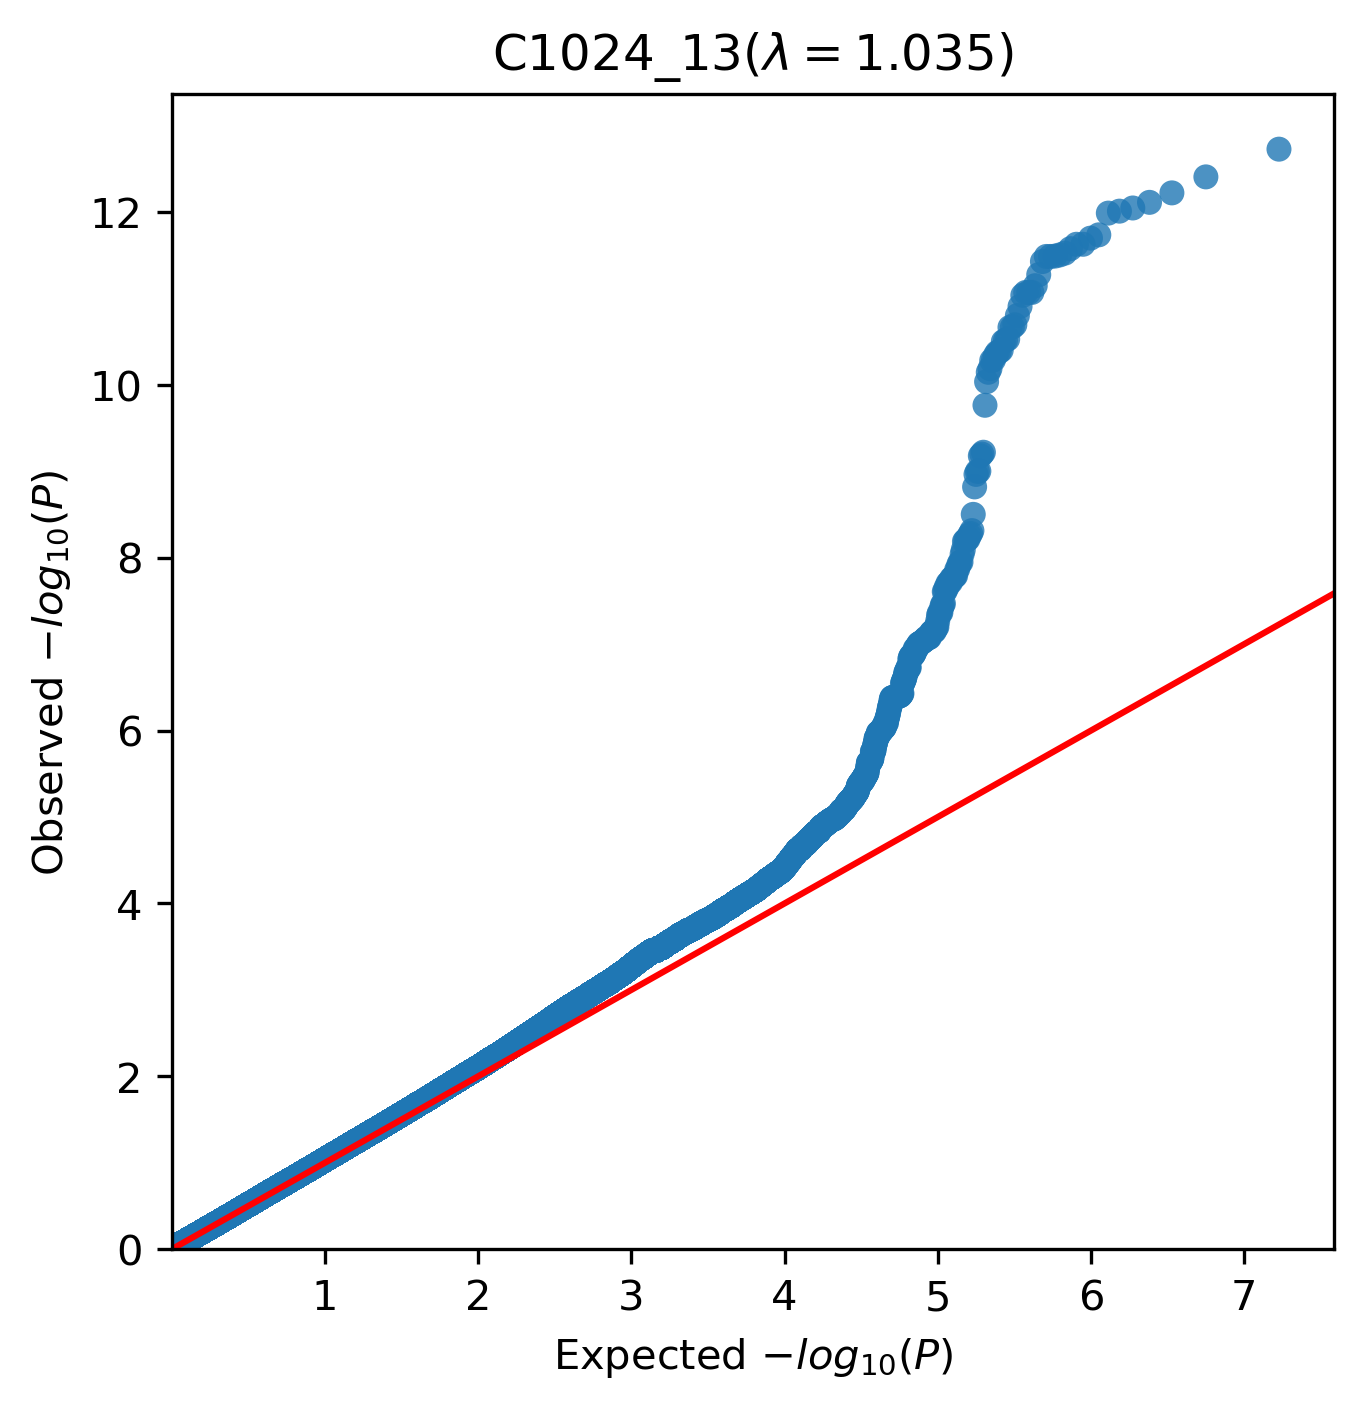 C1024_13(λ = 1.035)
12
10
8
6
4
2
0
Observed −log₁₀(P)
1 2 3 4 5 6 7
Expected −log₁₀(P)